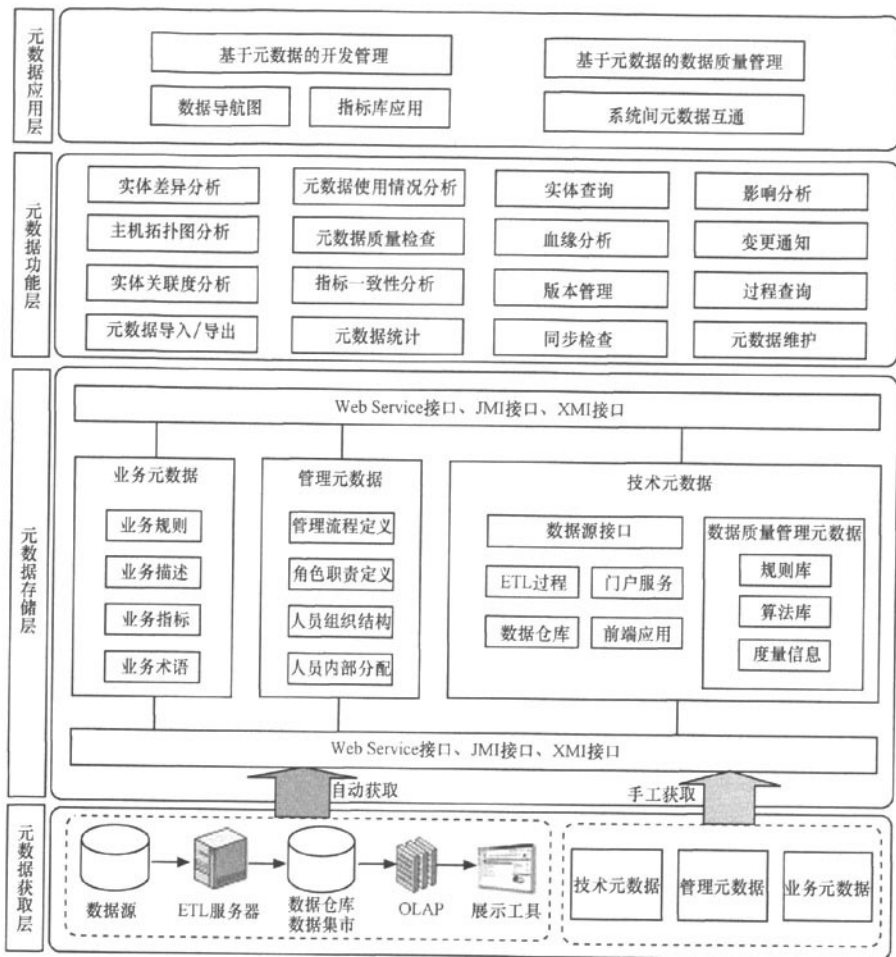 元数据应用层
基于元数据的开发管理
基于元数据的数据质量管理
数据导航图
指标库应用
系统间元数据互通
元数据功能层
实体差异分析
元数据使用情况分析
实体查询
影响分析
主机拓扑图分析
元数据质量检查
血缘分析
变更通知
实体关联度分析
指标一致性分析
版本管理
过程查询
元数据导入/导出
元数据统计
同步检查
元数据维护
元数据存储层
Web Service接口、JMI接口、XMI接口
业务元数据
业务规则
业务描述
业务指标
业务术语
管理元数据
管理流程定义
角色职责定义
人员组织结构
人员内部分配
技术元数据
数据源接口
ETL过程
门户服务
数据仓库
前端应用
数据质量管理元数据
规则库
算法库
度量信息
Web Service接口、JMI接口、XMI接口
自动获取
手工获取
元数据获取层
数据源
ETL服务器
数据仓库
数据集市
OLAP
展示工具
技术元数据
管理元数据
业务元数据